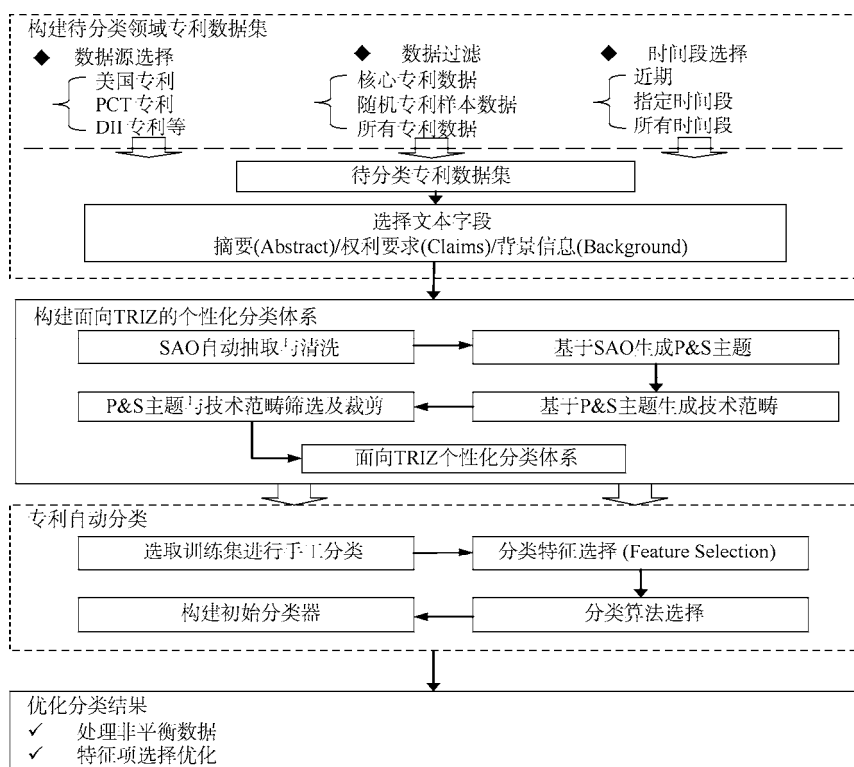 构建待分类领域专利数据集
◆ 数据源选择
美国专利
PCT专利
DII专利等
◆ 数据过滤
核心专利数据
随机专利样本数据
所有专利数据
◆ 时间段选择
近期
指定时间段
所有时间段
待分类专利数据集
选择文本字段
摘要(Abstract)/权利要求(Claims)/背景信息(Background)
构建面向TRIZ的个性化分类体系
SAO自动抽取与清洗
基于SAO生成P&S主题
P&S主题与技术范畴筛选及裁剪
基于P&S主题生成技术范畴
面向TRIZ个性化分类体系
专利自动分类
选取训练集进行手工分类
分类特征选择 (Feature Selection)
构建初始分类器
分类算法选择
优化分类结果
✓ 处理非平衡数据
✓ 特征项选择优化